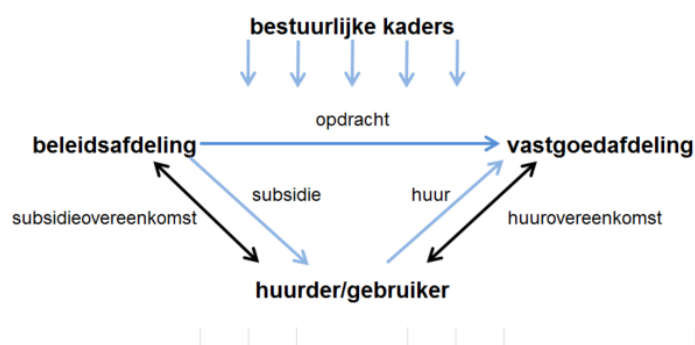 bestuurlijke kaders
opdracht
beleidsafdeling
vastgoedafdeling
subsidie
huur
subsidieovereenkomst
huurovereenkomst
huurder/gebruiker